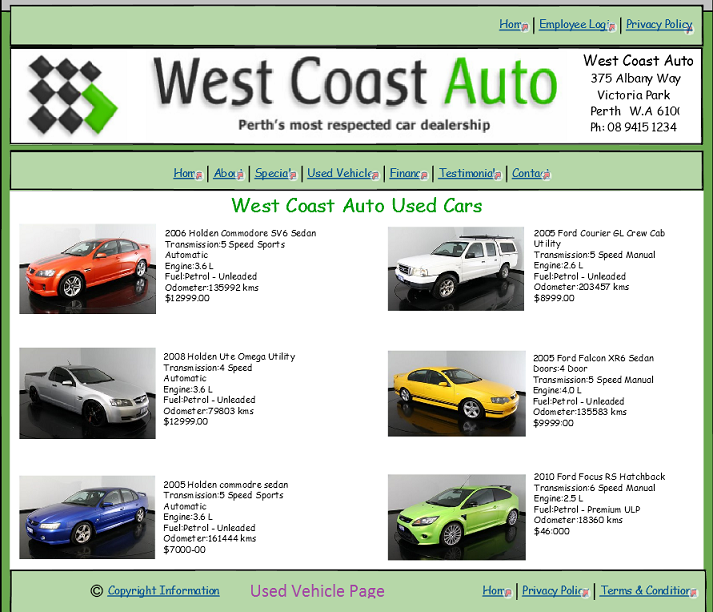 Home | Employee Login | Privacy Policy
West Coast Auto
Perth's most respected car dealership
West Coast Auto
375 Albany Way
Victoria Park
Perth W.A 6100
Ph: 08 9415 1234
Home | About | Specials | Used Vehicles | Finance | Testimonials | Contact
West Coast Auto Used Cars
2006 Holden Commodore SV6 Sedan
Transmission:5 Speed Sports
Automatic
Engine:3.6 L
Fuel:Petrol - Unleaded
Odometer:135992 kms
$12999.00
2005 Ford Courier GL Crew Cab
Utility
Transmission:5 Speed Manual
Engine:2.6 L
Fuel:Petrol - Unleaded
Odometer:203457 kms
$8999.00
2008 Holden Ute Omega Utility
Transmission:4 Speed
Automatic
Engine:3.6 L
Fuel:Petrol - Unleaded
Odometer:79803 kms
$12999.00
2005 Ford Falcon XR6 Sedan
Doors:4 Door
Transmission:5 Speed Manual
Engine:4.0 L
Fuel:Petrol - Unleaded
Odometer:135583 kms
$9999:00
2005 Holden commodre sedan
Transmission:5 Speed Sports
Automatic
Engine:3.6 L
Fuel:Petrol - Unleaded
Odometer:161444 kms
$7000-00
2010 Ford Focus RS Hatchback
Transmission:6 Speed Manual
Engine:2.5 L
Fuel:Petrol - Premium ULP
Odometer:18360 kms
$46:000
© Copyright Information
Used Vehicle Page
Home | Privacy Policy | Terms & Conditions